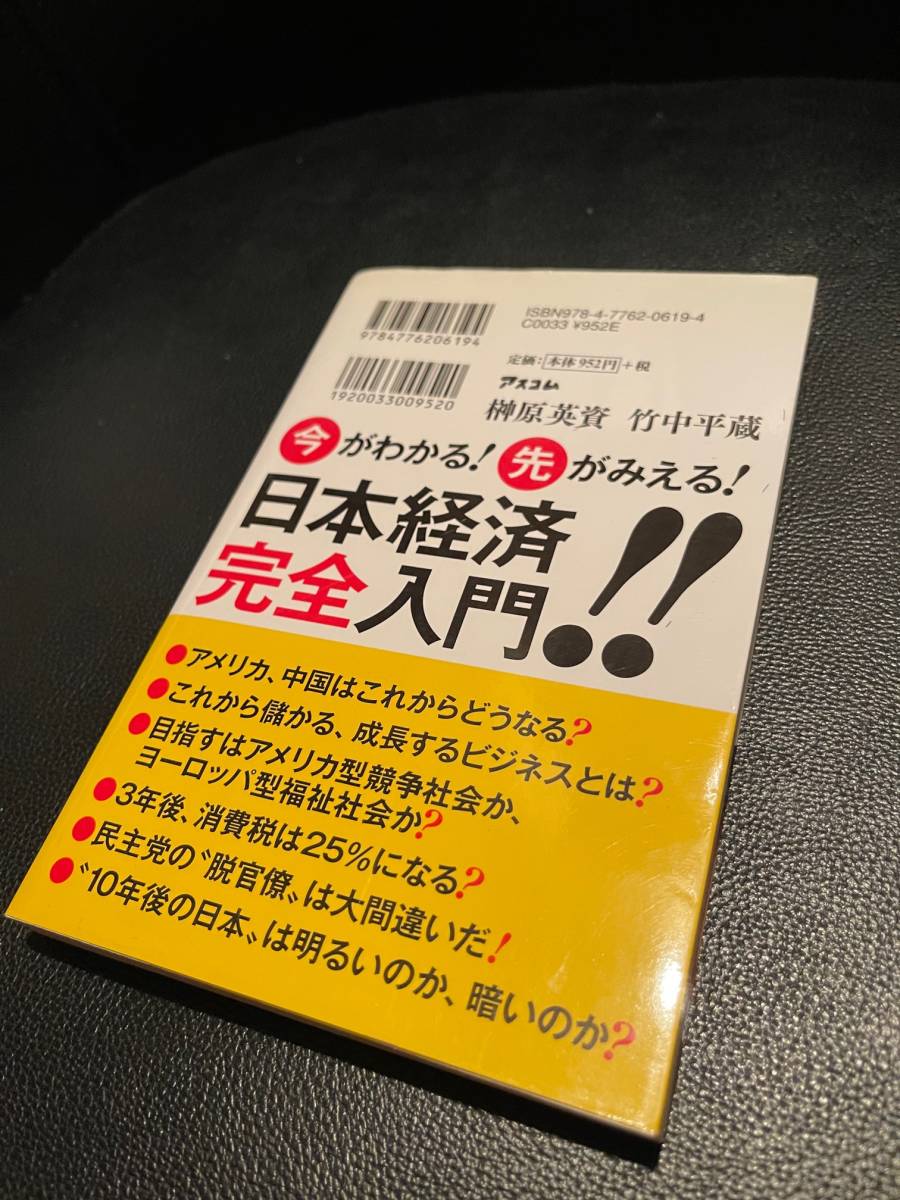 ISBN978-4-7762-0619-4
C0033 ¥952E
9784776206194
定価:本体952円+税
アスコム
1920033009520
榊原英資 竹中平蔵
今がわかる!先がみえる!
日本経済
完全入門!!
●アメリカ、中国はこれからどうなる?
●これから儲かる、成長するビジネスとは?
●目指すはアメリカ型競争社会か、
ヨーロッパ型福祉社会か?
●3年後、消費税は25%になる?
●民主党の〝脱官僚〟は大間違いだ!
●〝10年後の日本〟は明るいのか、暗いのか?